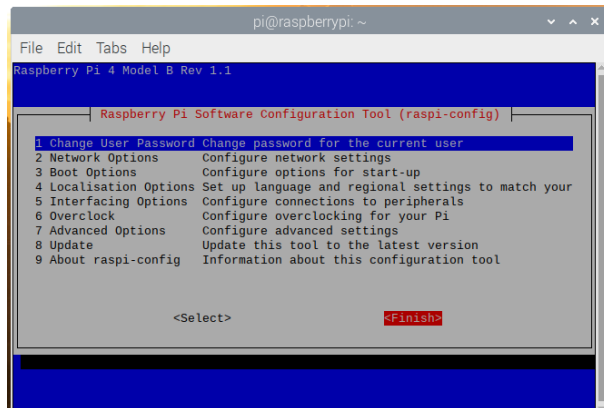 pi@raspberrypi: ~
File Edit Tabs Help
Raspberry Pi 4 Model B Rev 1.1
Raspberry Pi Software Configuration Tool (raspi-config)
1 Change User Password Change password for the current user
2 Network Options Configure network settings
3 Boot Options Configure options for start-up
4 Localisation Options Set up language and regional settings to match your
5 Interfacing Options Configure connections to peripherals
6 Overclock Configure overclocking for your Pi
7 Advanced Options Configure advanced settings
8 Update Update this tool to the latest version
9 About raspi-config Information about this configuration tool
<Select> <Finish>